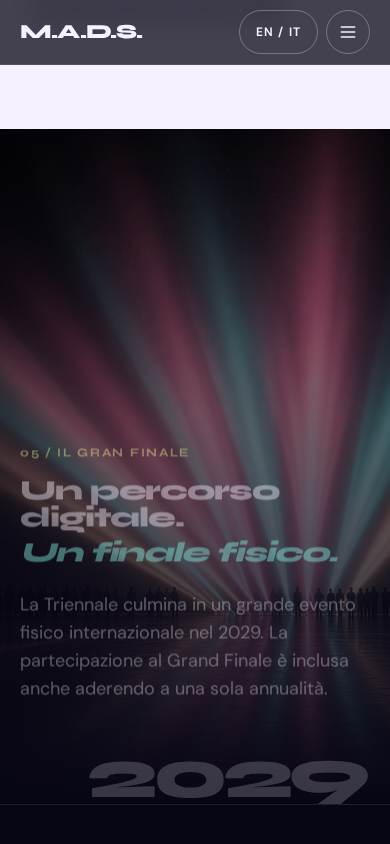 M.A.D.S.
EN / IT
05 / IL GRAN FINALE
Un percorso
digitale.
Un finale fisico.
La Triennale culmina in un grande evento
fisico internazionale nel 2029. La
partecipazione al Grand Finale è inclusa
anche aderendo a una sola annualità.
2029